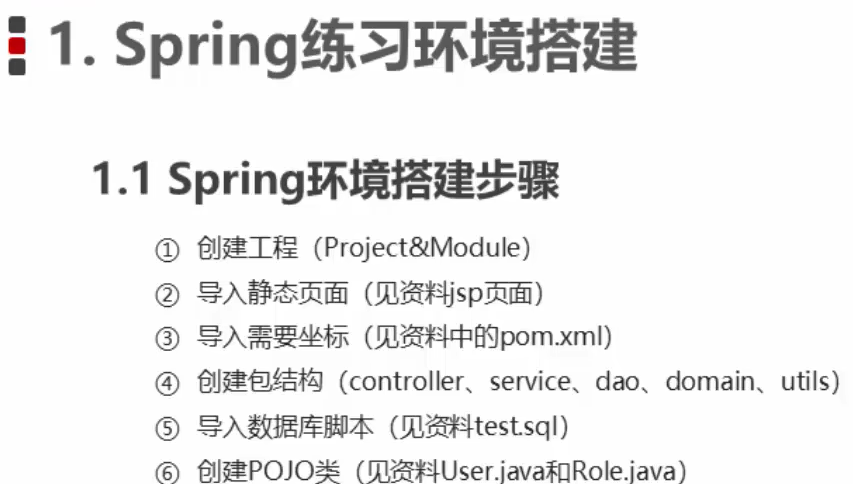 1. Spring练习环境搭建
1.1 Spring环境搭建步骤
① 创建工程（Project&Module）
② 导入静态页面（见资料jsp页面）
③ 导入需要坐标（见资料中的pom.xml）
④ 创建包结构（controller、service、dao、domain、utils）
⑤ 导入数据库脚本（见资料test.sql）
⑥ 创建POJO类（见资料User.java和Role.java）